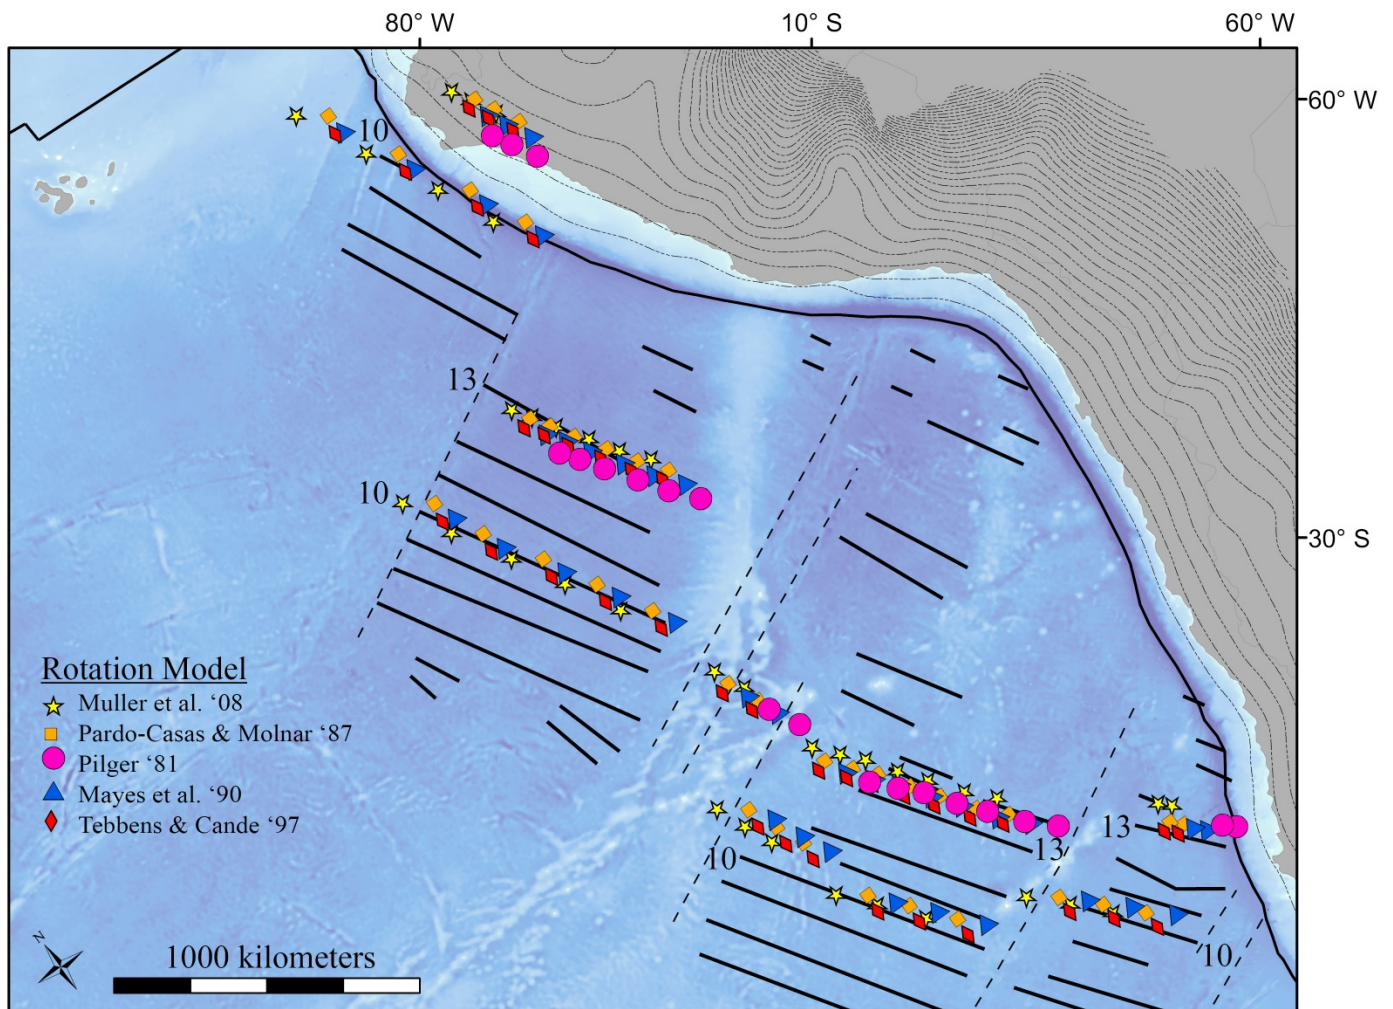 80° W
10° S
60° W
60° W
10
13
10
30° S
Rotation Model
Muller et al. ‘08
Pardo-Casas & Molnar ‘87
Pilger ‘81
Mayes et al. ‘90
Tebbens & Cande ‘97
13
13
10
10
N
1000 kilometers